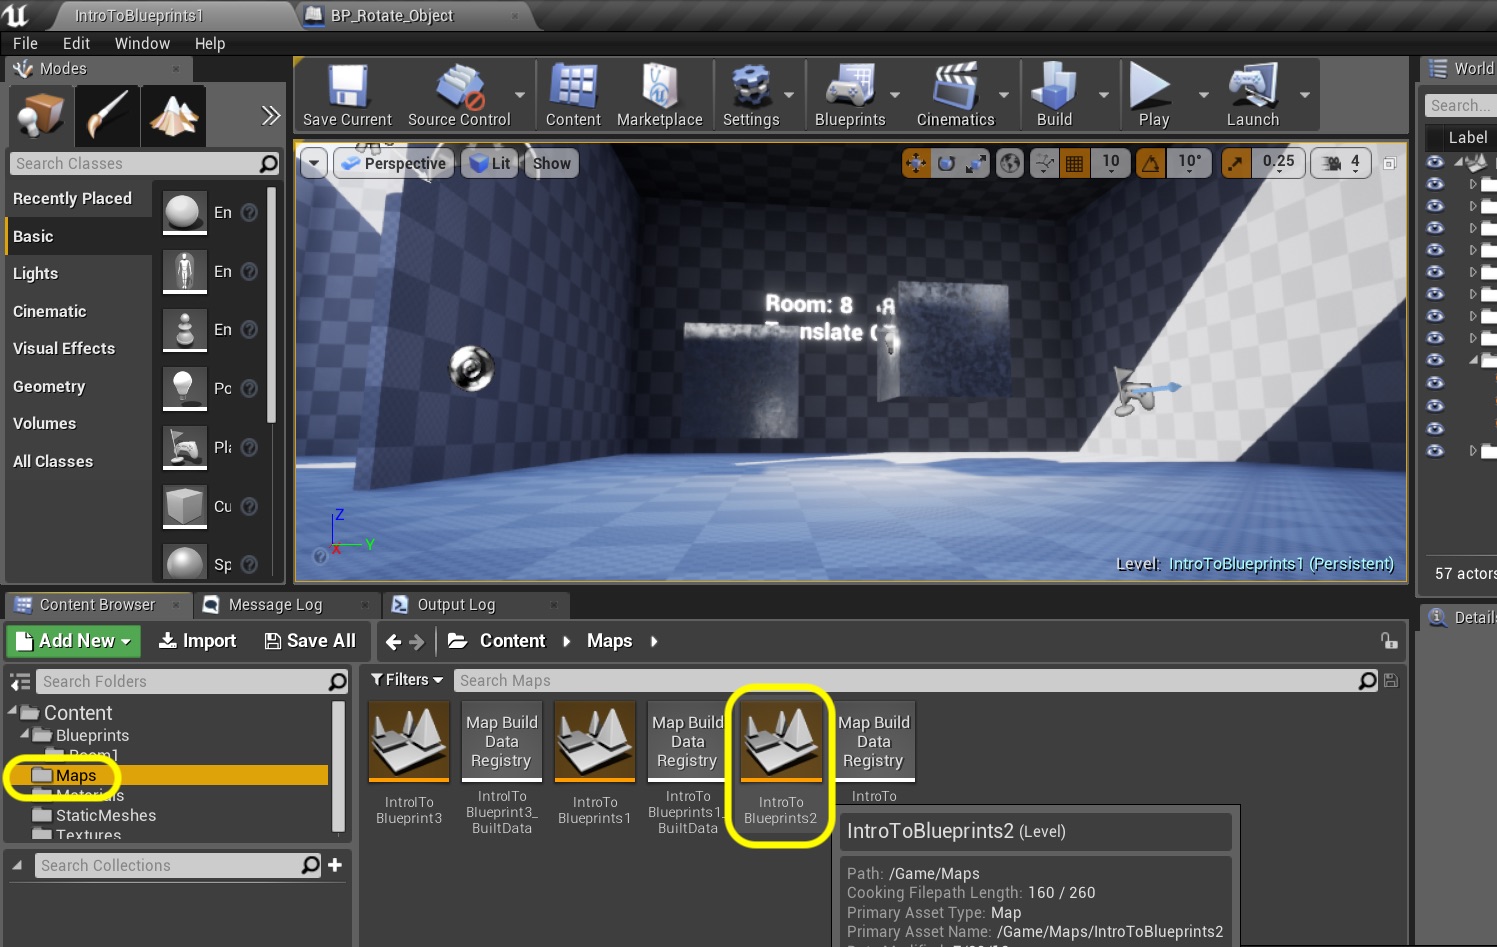 IntroToBlueprints1
BP_Rotate_Object
File Edit Window Help
Modes
Save Current
Source Control
Content
Marketplace
Settings
Blueprints
Cinematics
Build
Play
Launch
World
Search...
Label
Search Classes
Recently Placed
Basic
Lights
Cinematic
Visual Effects
Geometry
Volumes
All Classes
En
En
En
Po
Cu
Sp
Perspective
Lit
Show
10
10°
0.25
4
Room: 8
nslate
Z
X
Y
Level: IntroToBlueprints1 (Persistent)
57 actors
Details
Content Browser
Message Log
Output Log
Add New
Import
Save All
Content
Maps
Search Folders
Content
Blueprints
Room1
Maps
Materials
StaticMeshes
Textures
Search Collections
Filters
Search Maps
IntroITo
Blueprint3
Map Build
Data
Registry
IntroITo
Blueprint3_
BuiltData
IntroTo
Blueprints1
Map Build
Data
Registry
IntroTo
Blueprints1_
BuiltData
IntroTo
Blueprints2
Map Build
Data
Registry
IntroTo
IntroToBlueprints2 (Level)
Path: /Game/Maps
Cooking Filepath Length: 160 / 260
Primary Asset Type: Map
Primary Asset Name: /Game/Maps/IntroToBlueprints2